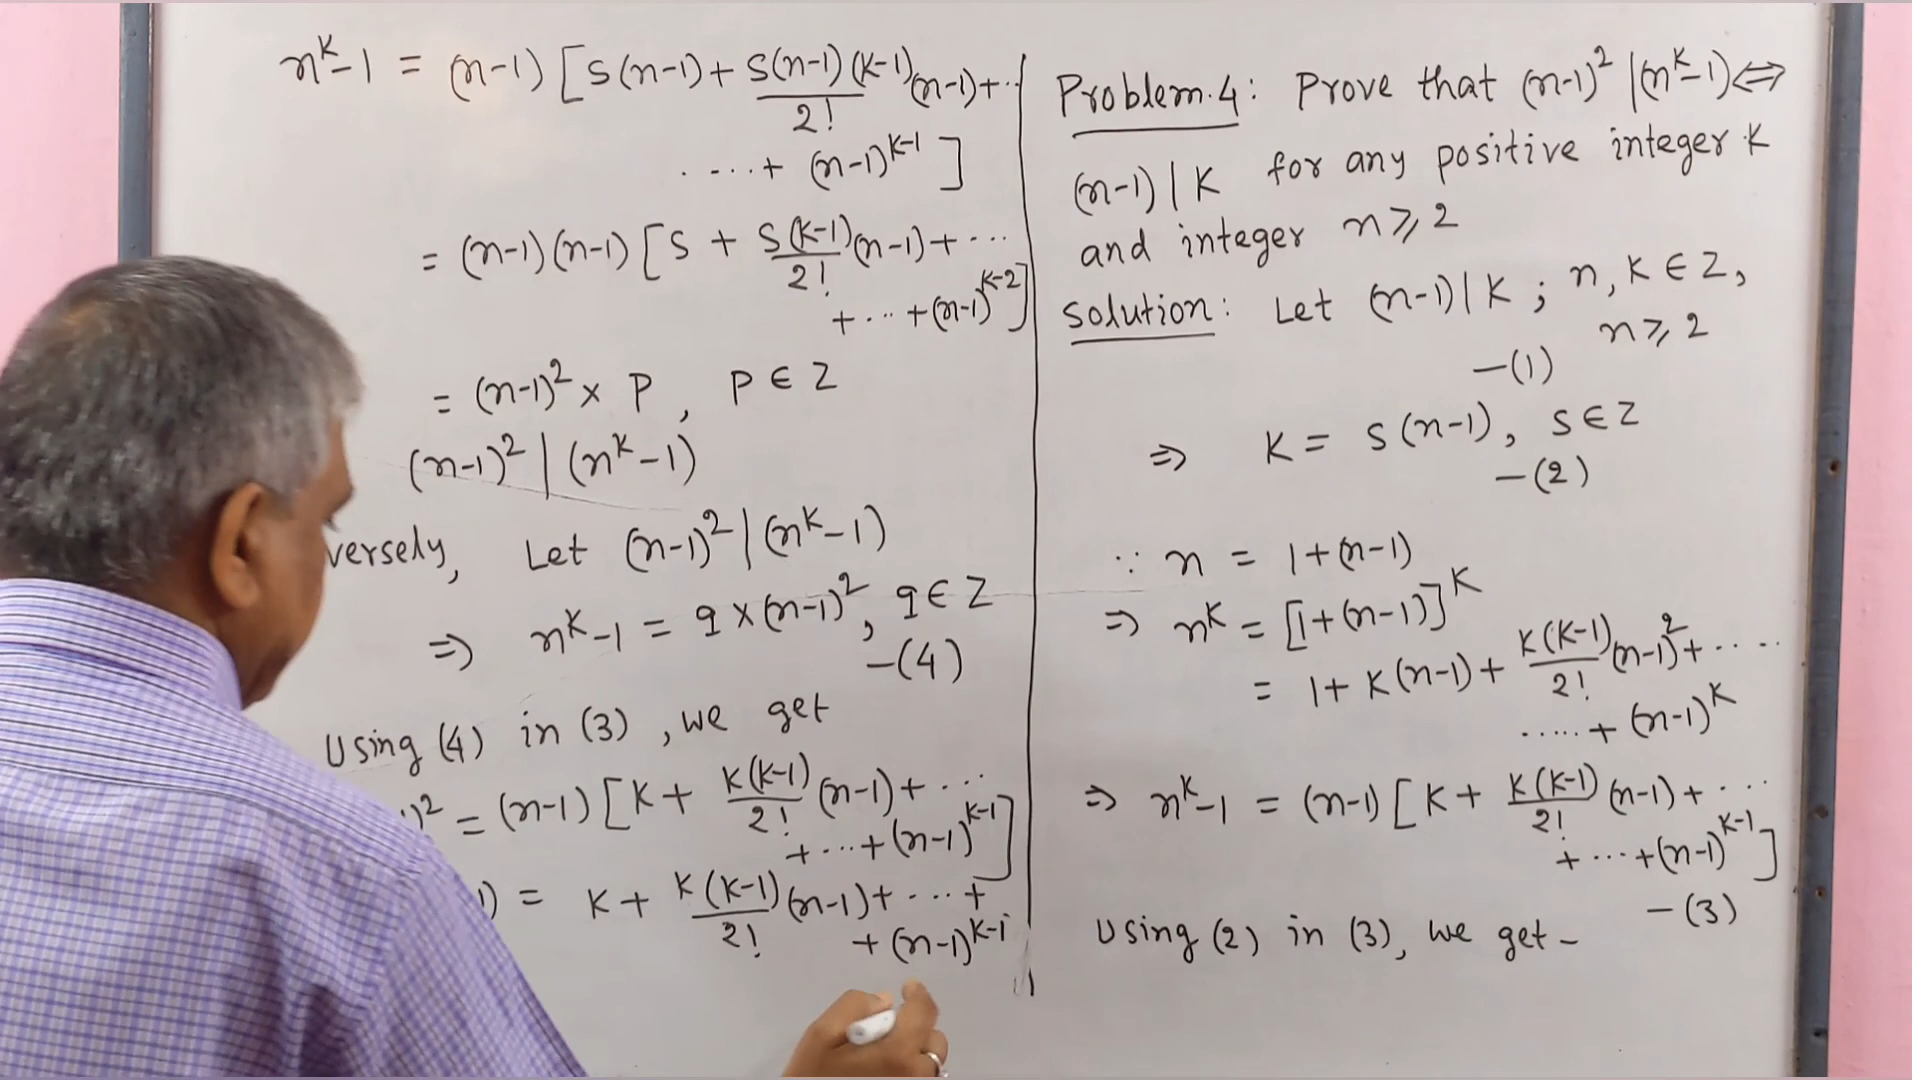 Problem.4: Prove that (n-1)² | (n^k-1) ⇔
(n-1) | K for any positive integer K
and integer n ⩾ 2
Solution: Let (n-1) | K ; n, K ∈ Z,
n ⩾ 2
-(1)
⇒ K = S(n-1), S ∈ Z
-(2)
∵ n = 1+(n-1)
⇒ n^K = [1+(n-1)]^K
= 1+K(n-1)+ K(K-1)/2! (n-1)²+ ....
.....+ (n-1)^K
⇒ n^K-1 = (n-1)[K+ K(K-1)/2! (n-1)+ ...
+ ...+(n-1)^{K-1}]
-(3)
Using (2) in (3), we get-
n^K-1 = (n-1)[S(n-1)+ S(n-1)(K-1)/2! (n-1)+..
.....+ (n-1)^{K-1}]
= (n-1)(n-1)[S + S(K-1)/2! (n-1)+ ...
+ ... +(n-1)^{K-2}]
= (n-1)² × P, P ∈ Z
(n-1)² | (n^K-1)
versely, Let (n-1)² | (n^K-1)
⇒ n^K-1 = q×(n-1)², q ∈ Z
-(4)
Using (4) in (3), we get
)² = (n-1)[K+ K(K-1)/2! (n-1)+ ...
+ ...+(n-1)^{K-1}]
1) = K+ K(K-1)/2! (n-1)+ ...+
+(n-1)^{K-1}